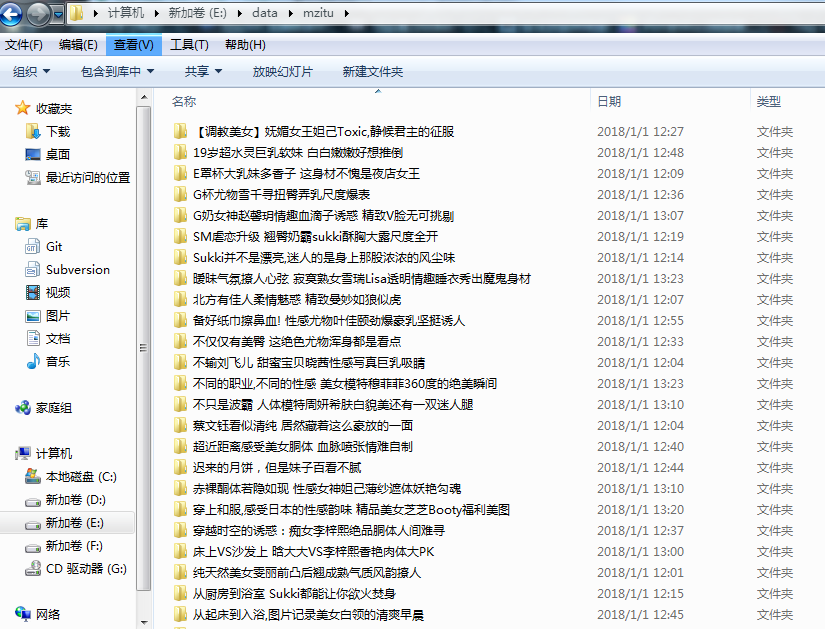 计算机 ▸ 新加卷 (E:) ▸ data ▸ mzitu ▸
文件(F) 编辑(E) 查看(V) 工具(T) 帮助(H)
组织 包含到库中 共享 放映幻灯片 新建文件夹
收藏夹
下载
桌面
最近访问的位置
库
Git
Subversion
视频
图片
文档
音乐
家庭组
计算机
本地磁盘 (C:)
新加卷 (D:)
新加卷 (E:)
新加卷 (F:)
CD 驱动器 (G:)
网络
名称 日期 类型
【调教美女】妩媚女王妲己Toxic,静候君主的征服 2018/1/1 12:27 文件夹
19岁超水灵巨乳软妹 白白嫩嫩好想推倒 2018/1/1 12:48 文件夹
E罩杯大乳妹多香子 这身材不愧是夜店女王 2018/1/1 12:09 文件夹
G杯尤物雪千寻扭臀弄乳尺度爆表 2018/1/1 12:36 文件夹
G奶女神赵馨玥情趣血滴子诱惑 精致V脸无可挑剔 2018/1/1 13:07 文件夹
SM虐恋升级 翘臀奶霸sukki酥胸大露尺度全开 2018/1/1 12:19 文件夹
Sukki并不是漂亮,迷人的是身上那股浓浓的风尘味 2018/1/1 12:14 文件夹
暧昧气氛撩人心弦 寂寞熟女雪瑞Lisa透明情趣睡衣秀出魔鬼身材 2018/1/1 13:23 文件夹
北方有佳人柔情魅惑 精致曼妙如狼似虎 2018/1/1 12:07 文件夹
备好纸巾擦鼻血! 性感尤物叶佳颐劲爆豪乳坚挺诱人 2018/1/1 12:55 文件夹
不仅仅有美臀 这绝色尤物浑身都是看点 2018/1/1 12:33 文件夹
不输刘飞儿 甜蜜宝贝晓茜性感写真巨乳吸睛 2018/1/1 12:04 文件夹
不同的职业,不同的性感 美女模特穆菲菲360度的绝美瞬间 2018/1/1 13:23 文件夹
不只是波霸 人体模特周妍希肤白貌美还有一双迷人腿 2018/1/1 13:10 文件夹
蔡文钰看似清纯 居然藏着这么豪放的一面 2018/1/1 12:04 文件夹
超近距离感受美女胴体 血脉喷张情难自制 2018/1/1 12:40 文件夹
迟来的月饼，但是妹子百看不腻 2018/1/1 12:44 文件夹
赤裸酮体若隐如现 性感女神妲己薄纱遮体妖艳勾魂 2018/1/1 13:10 文件夹
穿上和服,感受日本的性感韵味 精品美女芝芝Booty福利美图 2018/1/1 13:20 文件夹
穿越时空的诱惑：痴女李梓熙绝品胴体人间难寻 2018/1/1 12:37 文件夹
床上VS沙发上 晗大大VS李梓熙香艳肉体大PK 2018/1/1 13:00 文件夹
纯天然美女雯丽前凸后翘成熟气质风韵撩人 2018/1/1 12:01 文件夹
从厨房到浴室 Sukki都能让你欲火焚身 2018/1/1 12:15 文件夹
从起床到入浴,图片记录美女白领的清爽早晨 2018/1/1 12:45 文件夹